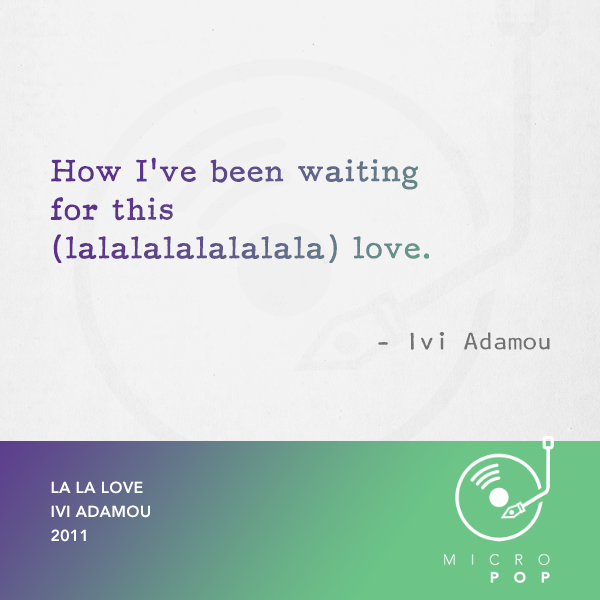 How I've been waiting
for this
(lalalalalalalala) love.
- Ivi Adamou
LA LA LOVE
IVI ADAMOU
2011
MICRO
POP